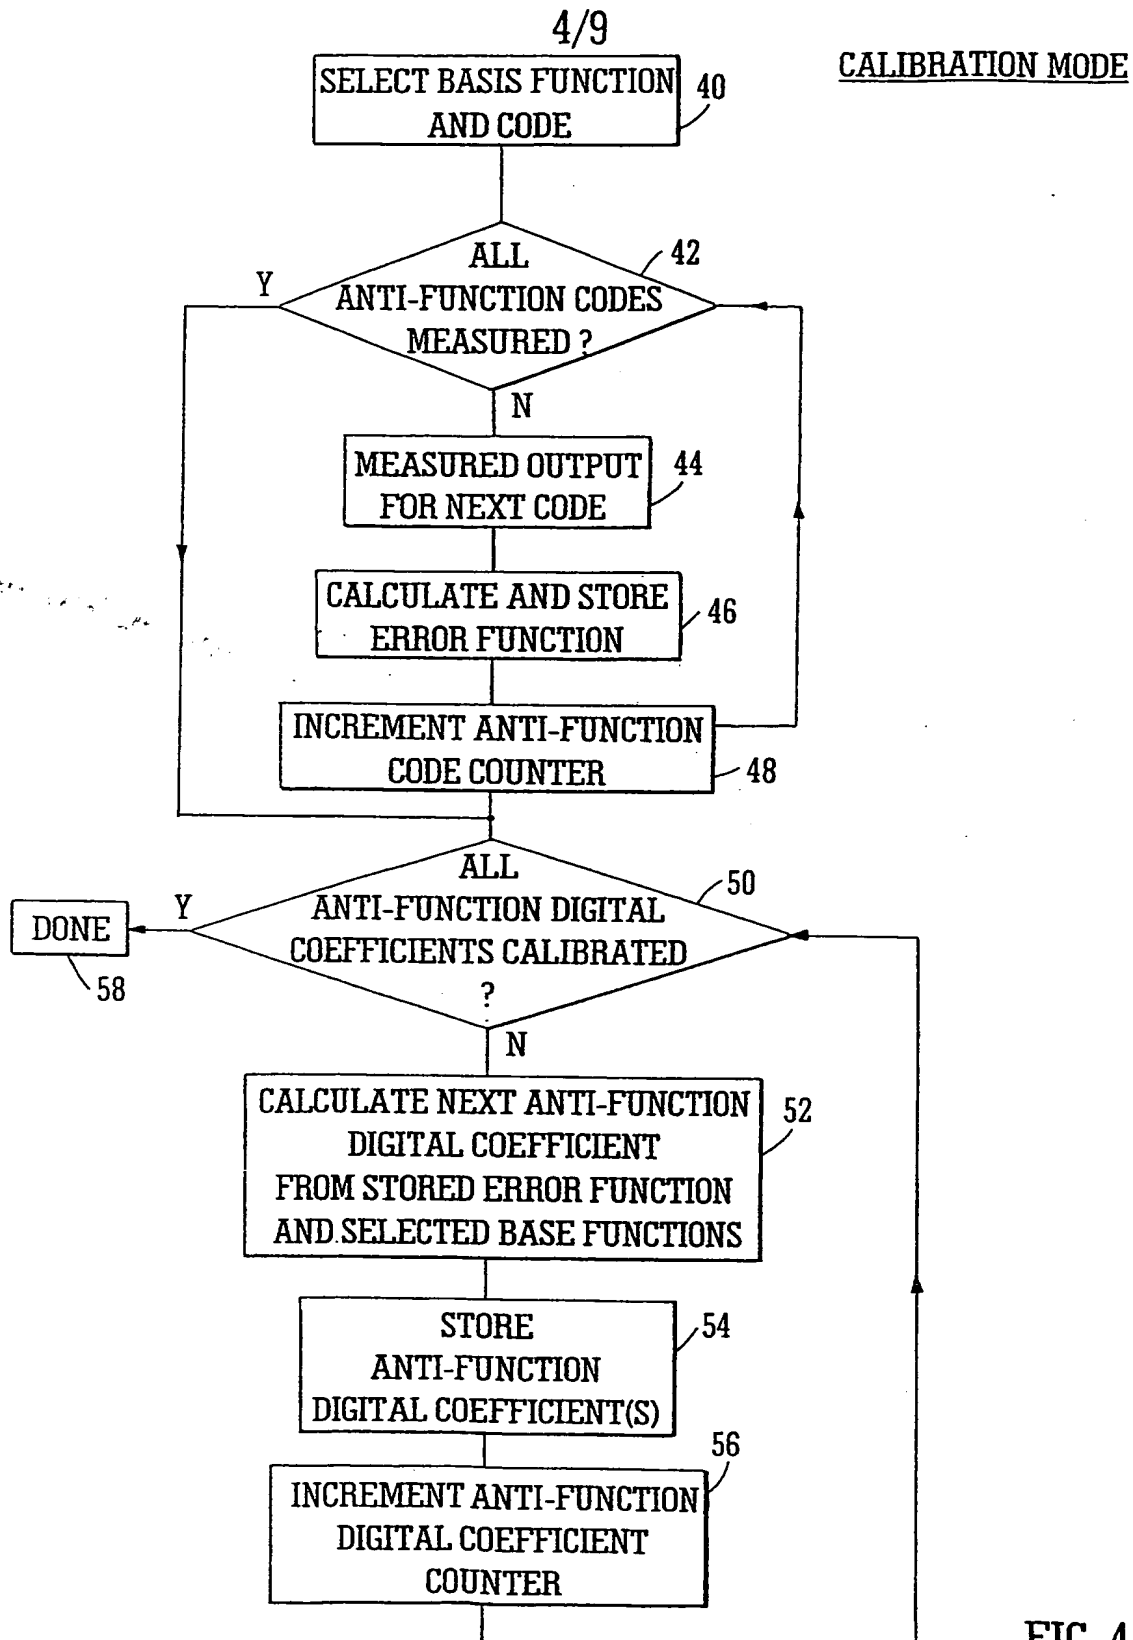 4/9
CALIBRATION MODE
SELECT BASIS FUNCTION
AND CODE
40
ALL
ANTI-FUNCTION CODES
MEASURED ?
42
Y
N
MEASURED OUTPUT
FOR NEXT CODE
44
CALCULATE AND STORE
ERROR FUNCTION
46
INCREMENT ANTI-FUNCTION
CODE COUNTER
48
ALL
ANTI-FUNCTION DIGITAL
COEFFICIENTS CALIBRATED
?
50
Y
DONE
58
N
CALCULATE NEXT ANTI-FUNCTION
DIGITAL COEFFICIENT
FROM STORED ERROR FUNCTION
AND SELECTED BASE FUNCTIONS
52
STORE
ANTI-FUNCTION
DIGITAL COEFFICIENT(S)
54
INCREMENT ANTI-FUNCTION
DIGITAL COEFFICIENT
COUNTER
56
FIG. 4